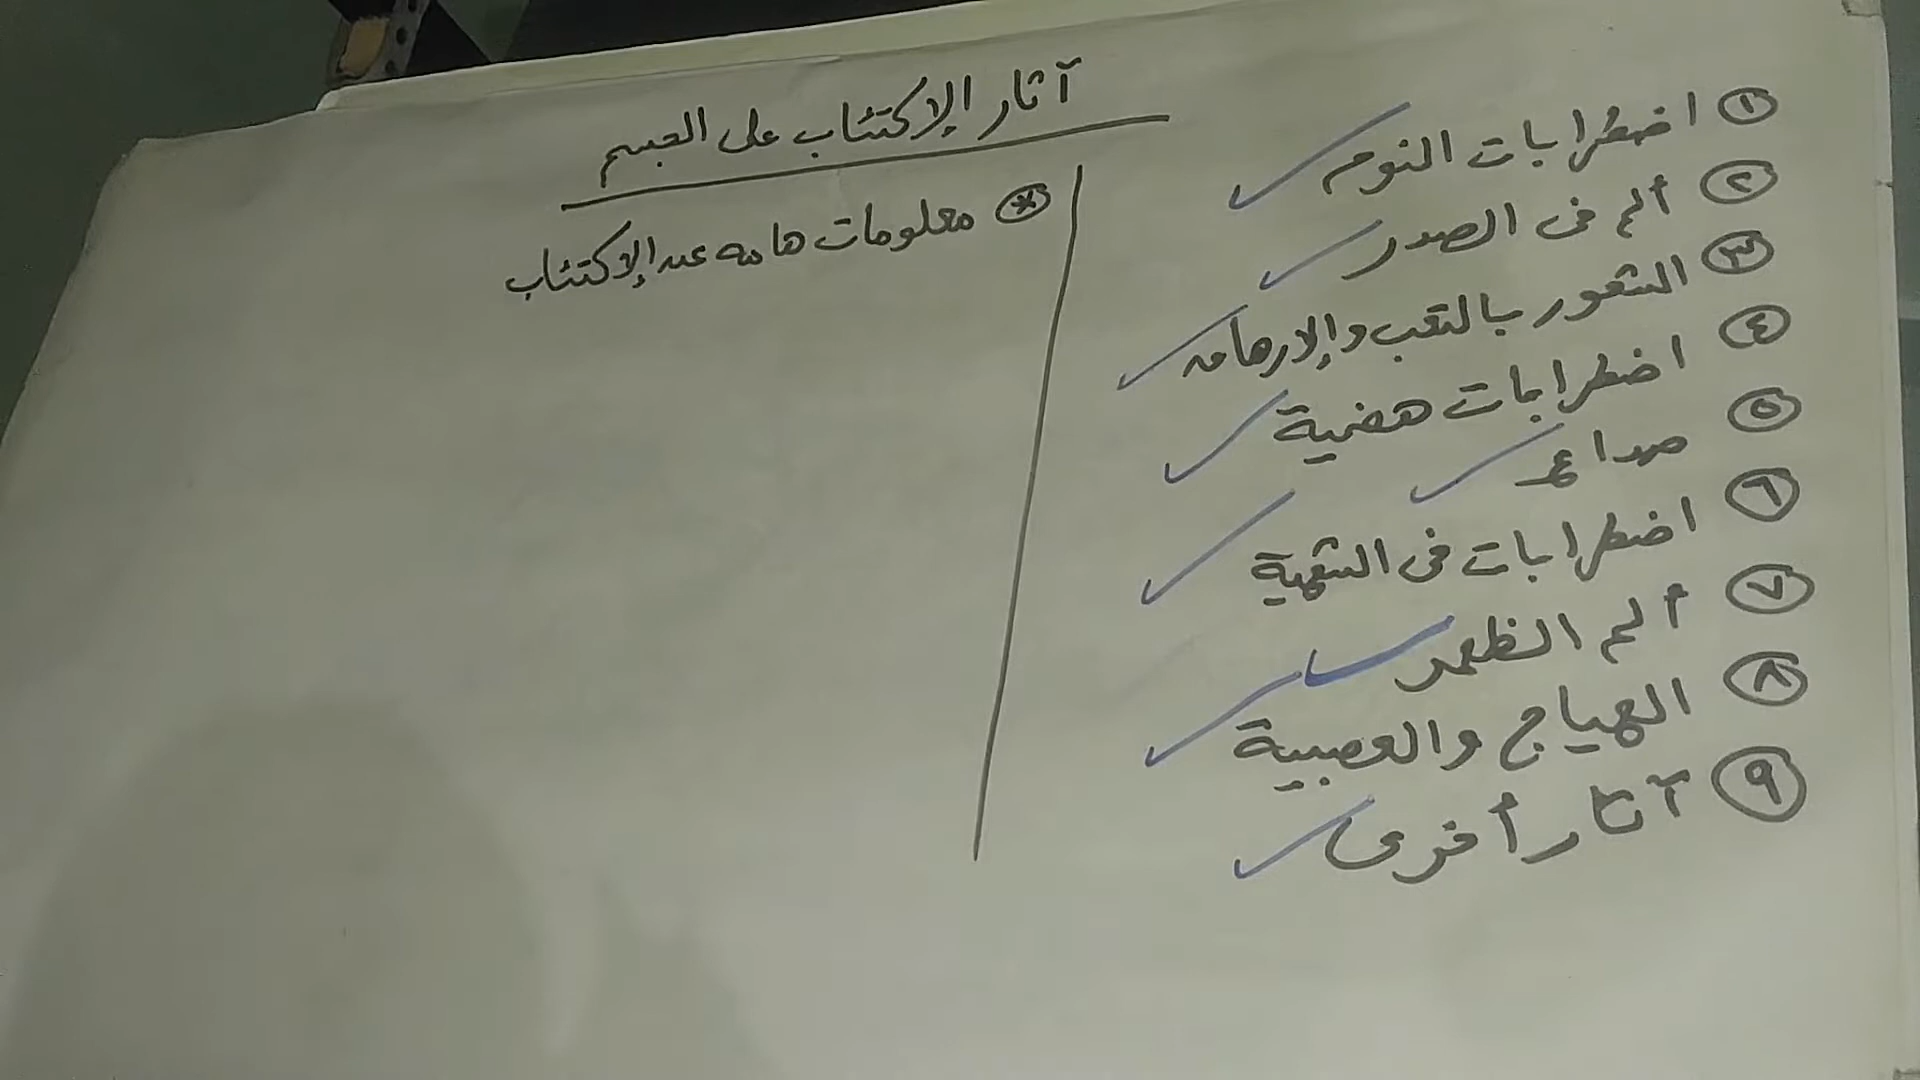 آثار الإكتئاب على الجسم
١ اضطرابات النوم
٢ ألم فى الصدر
٣ الشعور بالتعب والإرهاق
٤ اضطرابات هضمية
٥ صداع
٦ اضطرابات فى الشهية
٧ ألم الظهر
٨ الهياج والعصبية
٩ آثار أخرى
* معلومات هامه عن الإكتئاب